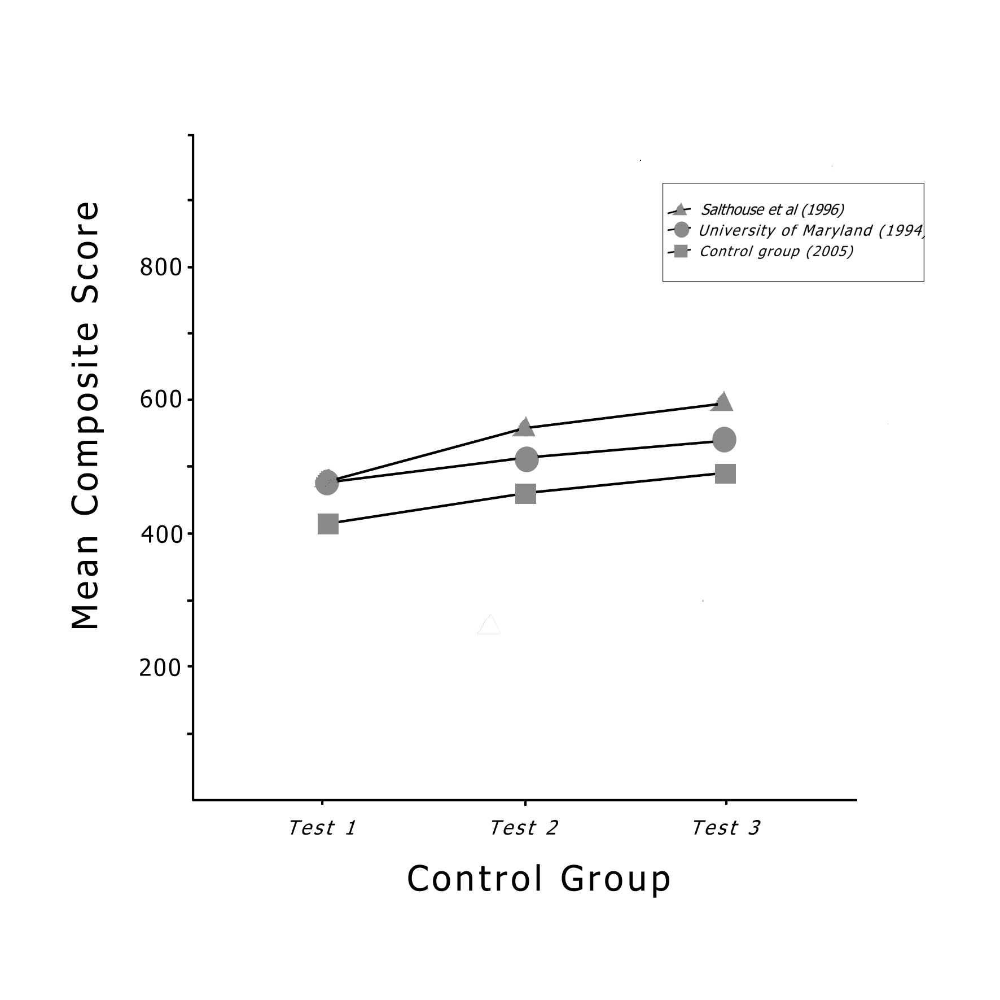 Mean Composite Score
800
600
400
200
Salthouse et al (1996)
University of Maryland (1994)
Control group (2005)
Test 1
Test 2
Test 3
Control Group